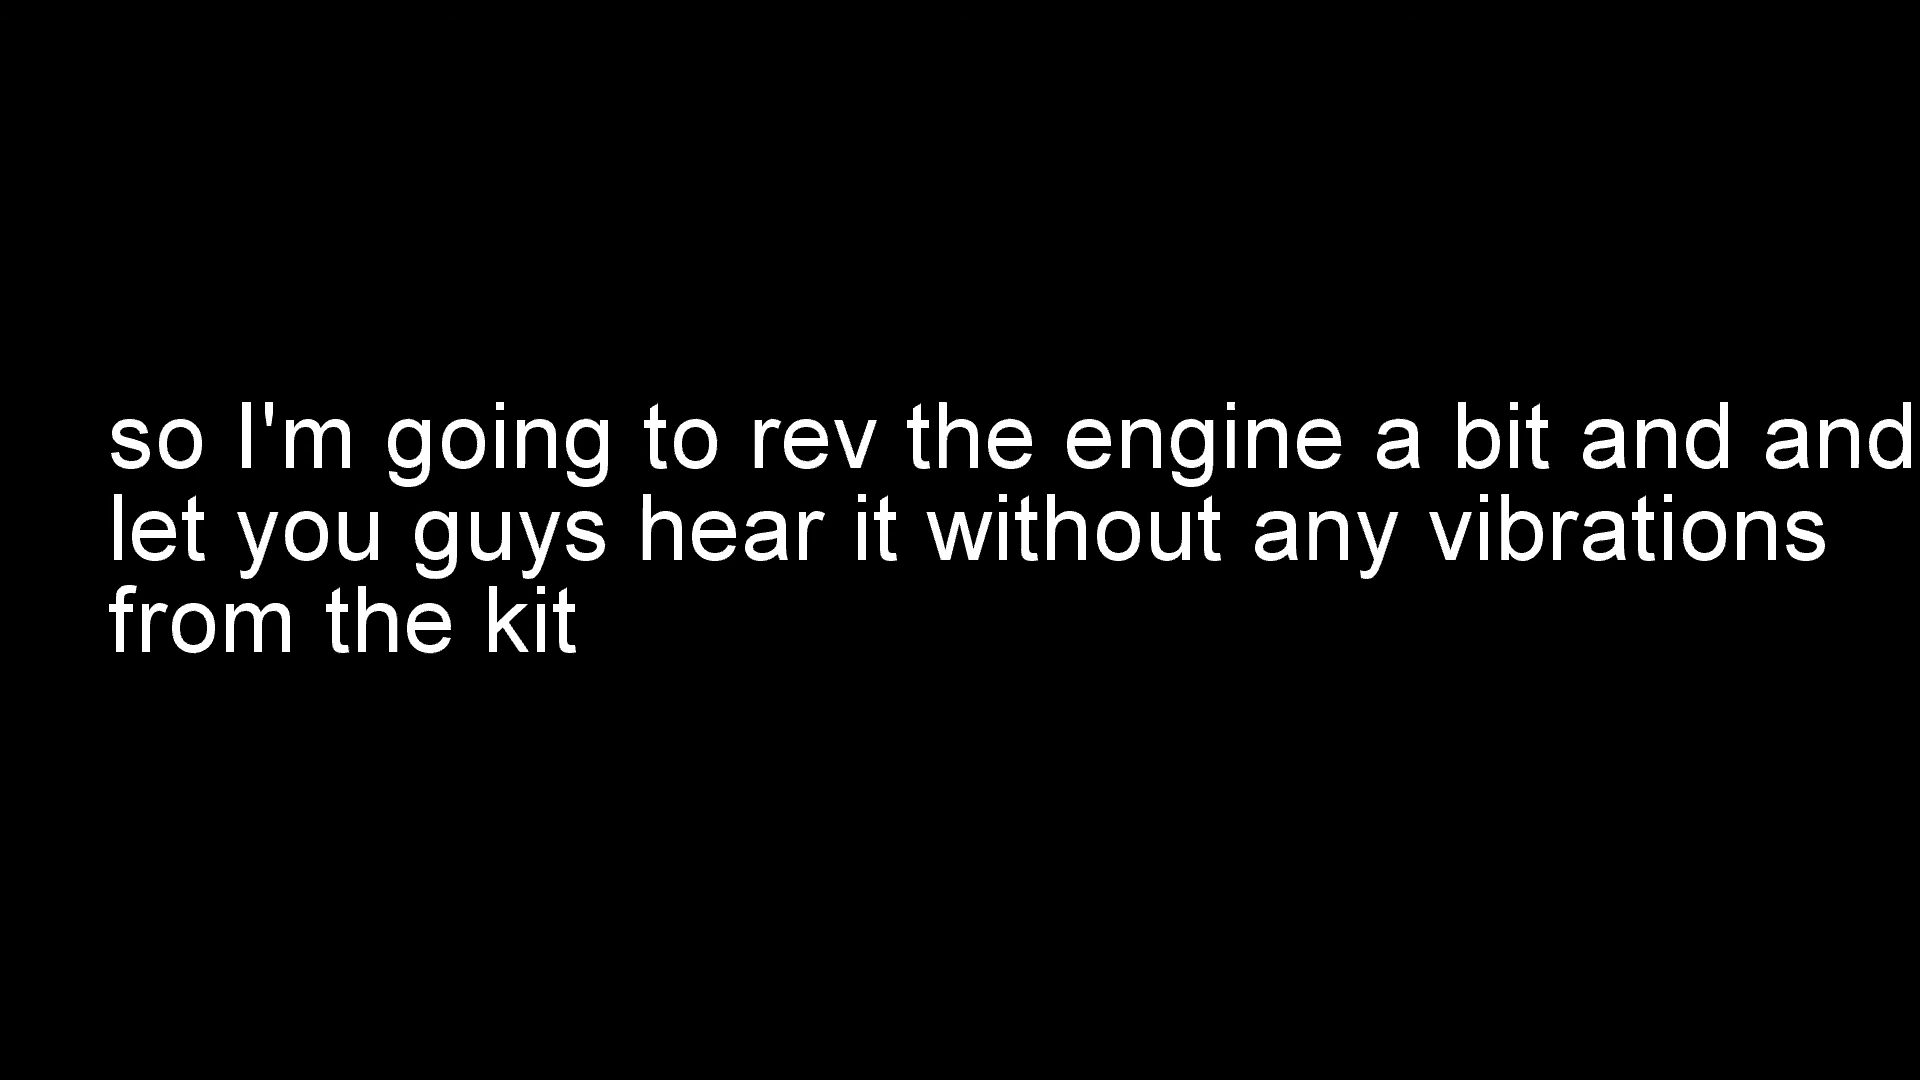 so I'm going to rev the engine a bit and and
let you guys hear it without any vibrations
from the kit